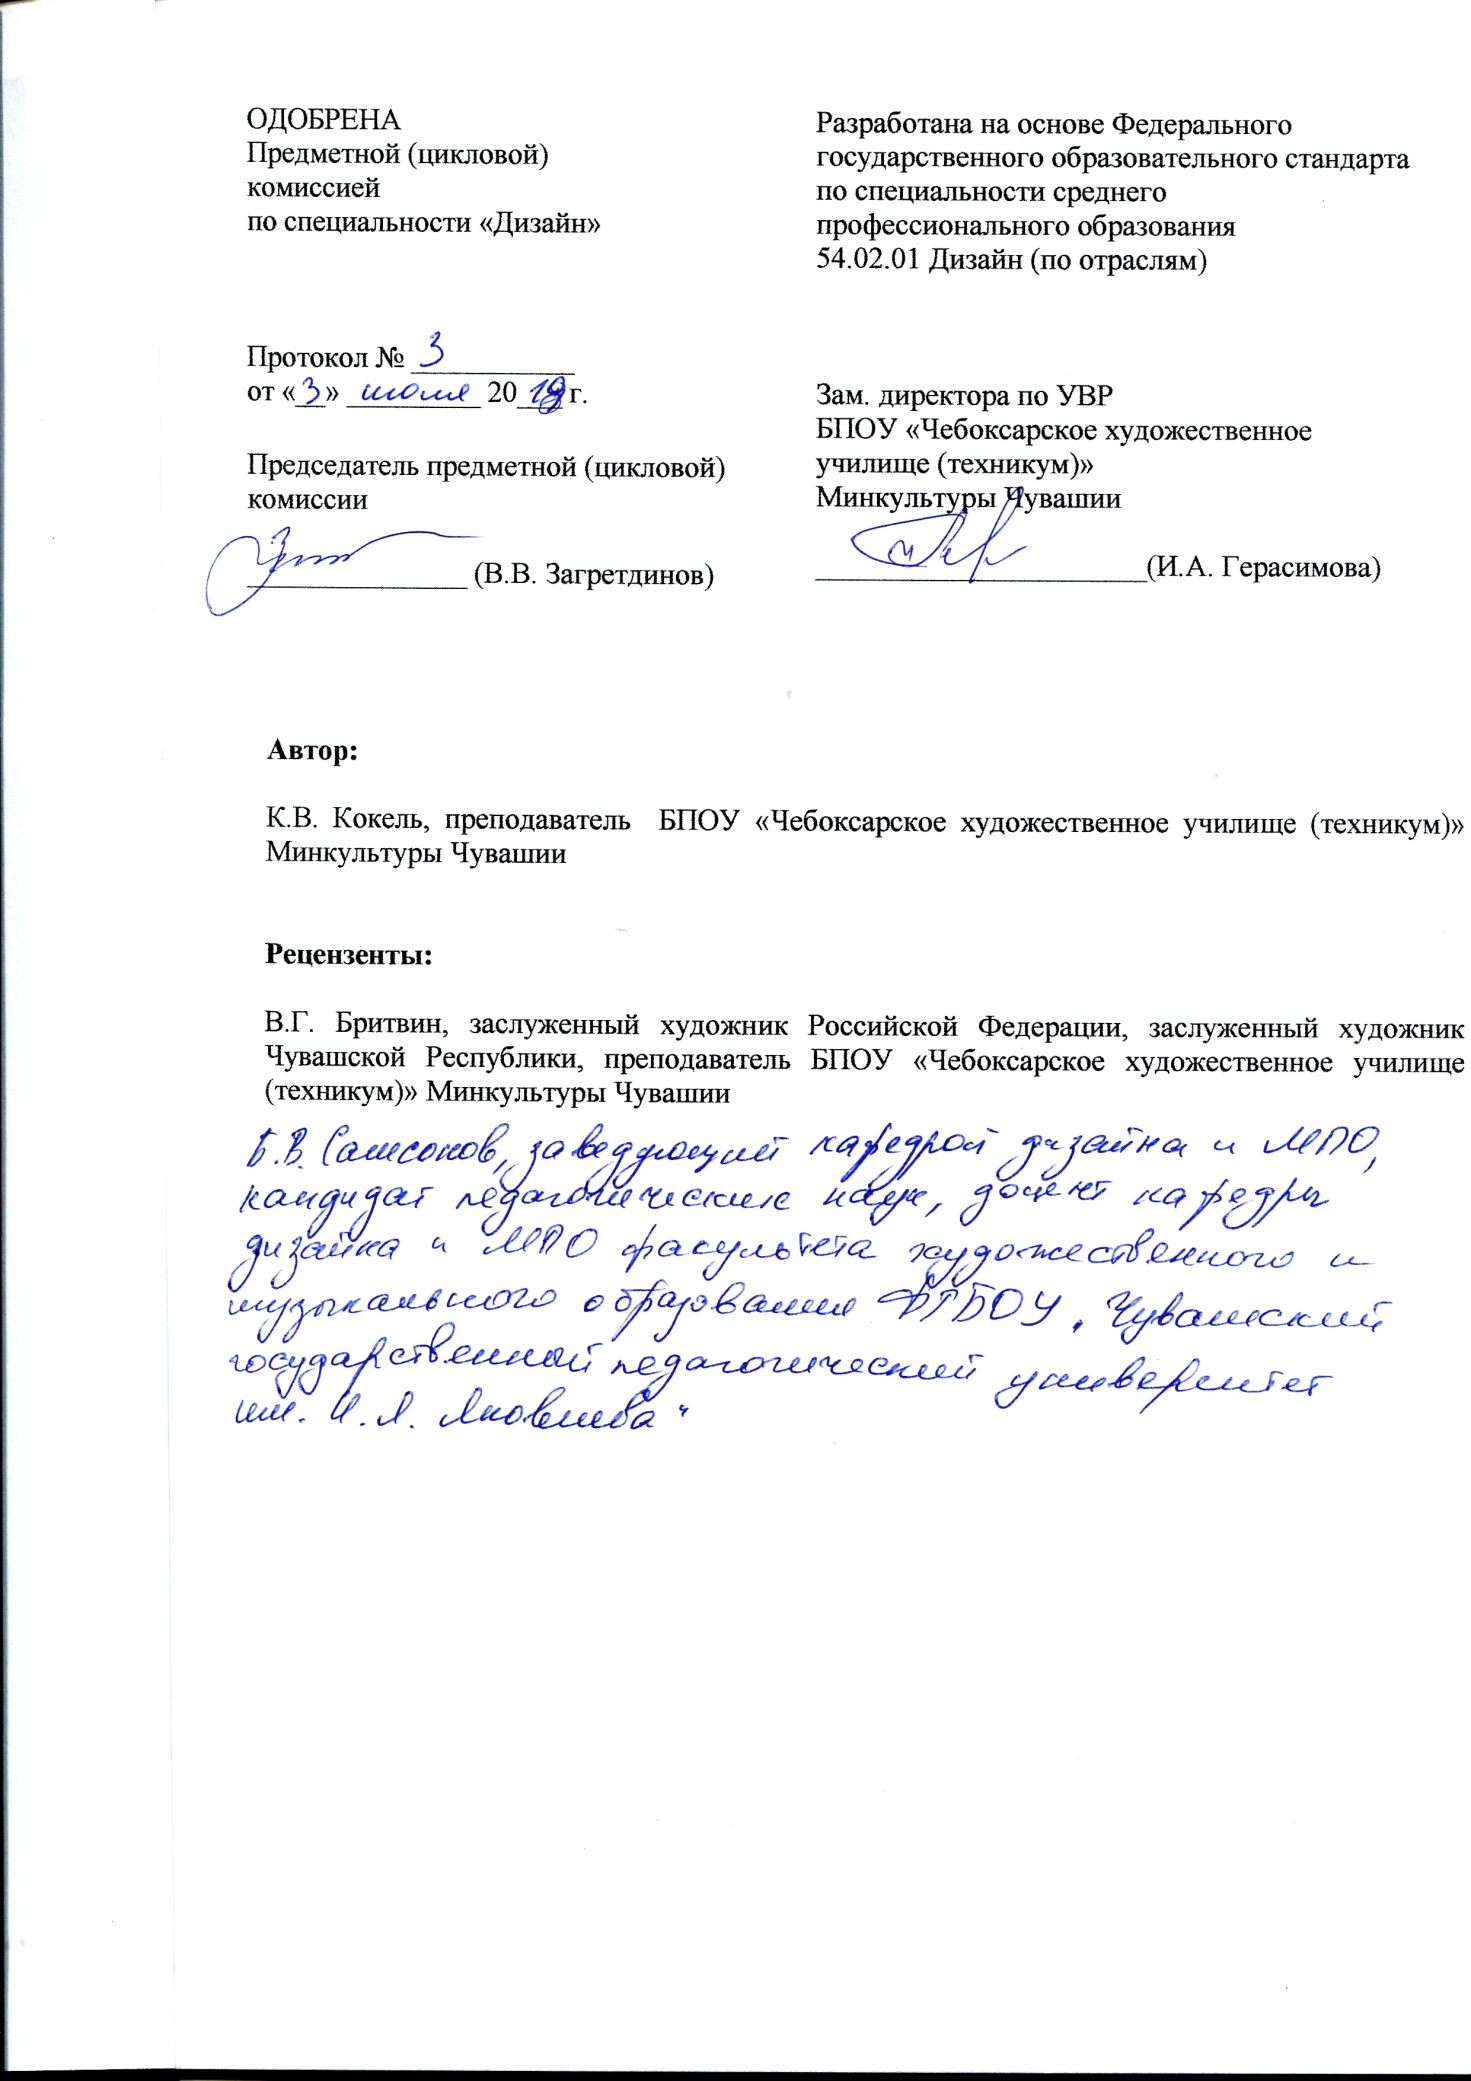 ОДОБРЕНА
Предметной (цикловой)
комиссией
по специальности «Дизайн»
Протокол № 3
от «3» июля 20 г.
Председатель предметной (цикловой)
комиссии
(В.В. Загретдинов)
Разработана на основе Федерального
государственного образовательного стандарта
по специальности среднего
профессионального образования
54.02.01 Дизайн (по отраслям)
Зам. директора по УВР
БПОУ «Чебоксарское художественное
училище (техникум)»
Минкультуры Чувашии
(И.А. Герасимова)
Автор:
К.В. Кокель, преподаватель БПОУ «Чебоксарское художественное училище (техникум)»
Минкультуры Чувашии
Рецензенты:
В.Г. Бритвин, заслуженный художник Российской Федерации, заслуженный художник
Чувашской Республики, преподаватель БПОУ «Чебоксарское художественное училище
(техникум)» Минкультуры Чувашии
Б.В. Самсонов, заведующий кафедрой дизайна и МПО,
кандидат педагогических наук, доцент кафедры
дизайна и МПО факультета художественного и
музыкального образования ФГБОУ „Чувашский
государственный педагогический университет
им. И.Я. Яковлева"